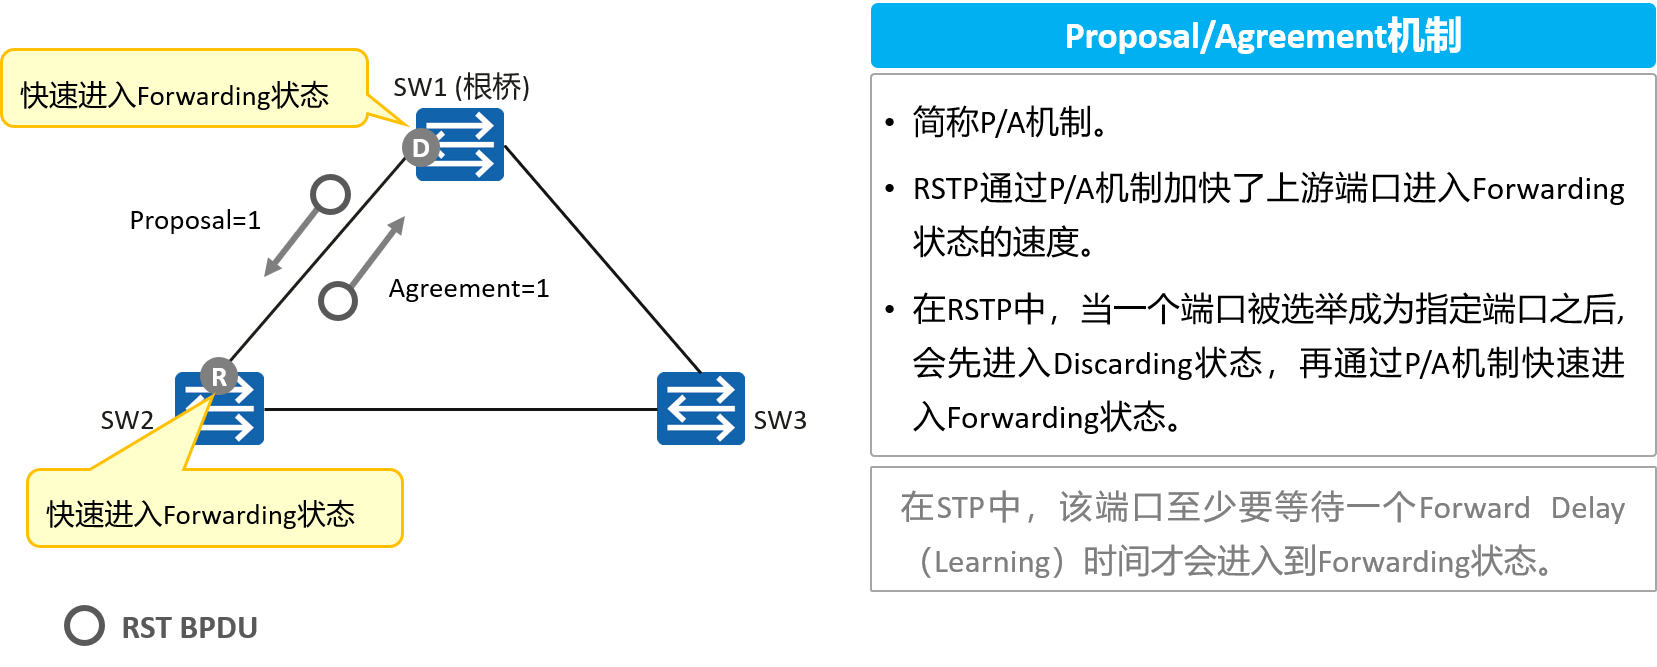 快速进入Forwarding状态
SW1 (根桥)
D
Proposal=1
Agreement=1
R
SW2
SW3
快速进入Forwarding状态
RST BPDU
Proposal/Agreement机制
• 简称P/A机制。
• RSTP通过P/A机制加快了上游端口进入Forwarding
状态的速度。
• 在RSTP中，当一个端口被选举成为指定端口之后,
会先进入Discarding状态，再通过P/A机制快速进
入Forwarding状态。
在STP中，该端口至少要等待一个Forward Delay
（Learning）时间才会进入到Forwarding状态。